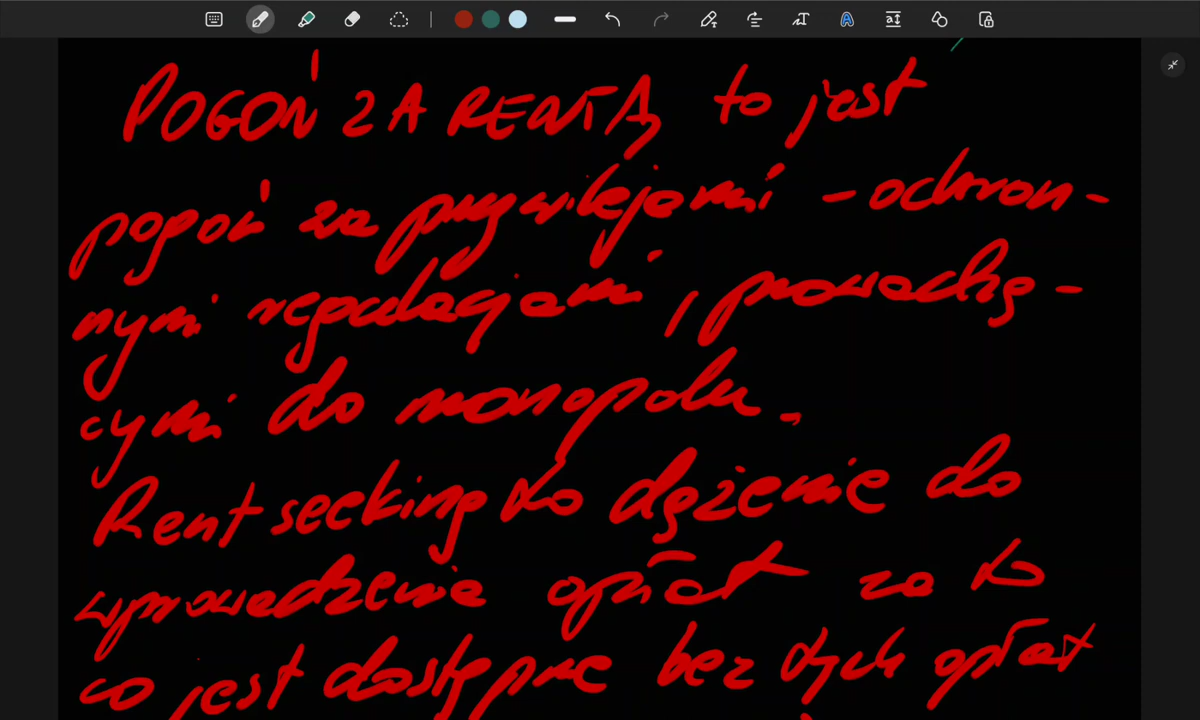 POGOŃ ZA RENTĄ to jest
pogoń za przywilejami - ochron-
nymi regulacjami, prowadzą-
cymi do monopolu.
Rent seeking to dążenie do
wprowadzenia opłat za to
co jest dostępne bez tych opłat